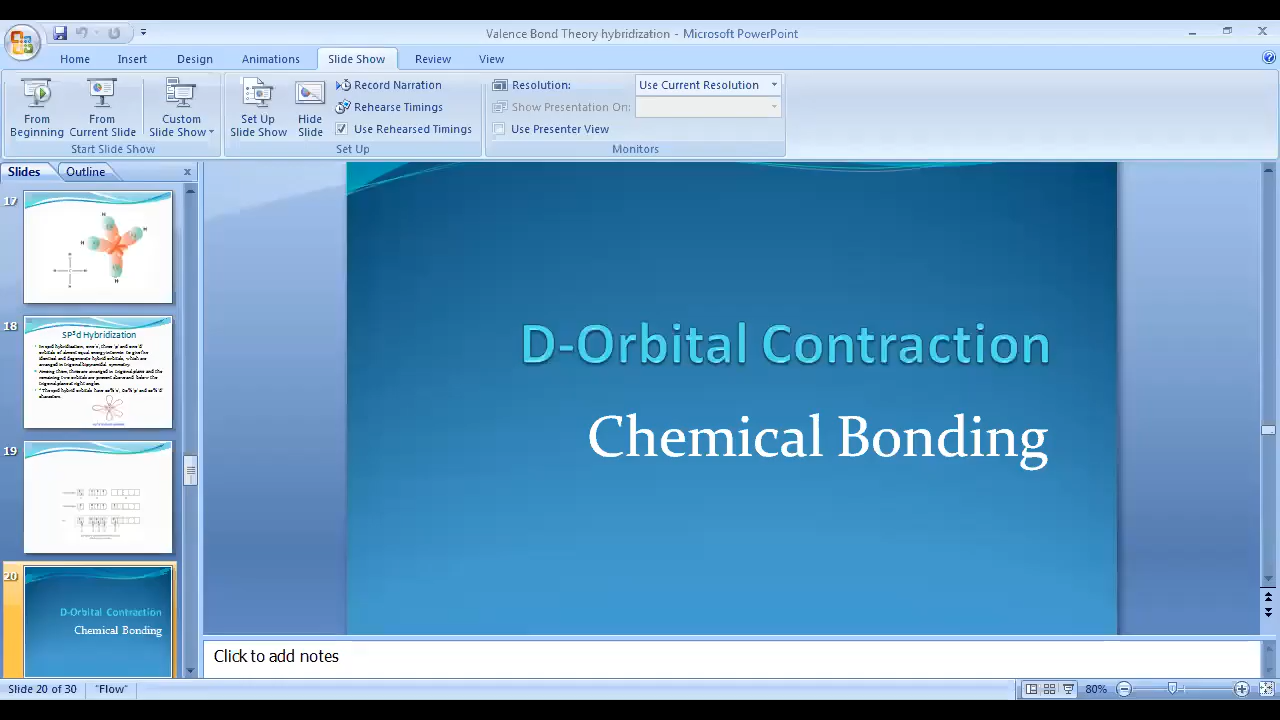 Valence Bond Theory hybridization - Microsoft PowerPoint
Home Insert Design Animations Slide Show Review View
From Beginning
From Current Slide
Custom Slide Show
Start Slide Show
Set Up Slide Show
Hide Slide
Record Narration
Rehearse Timings
Use Rehearsed Timings
Set Up
Resolution: Use Current Resolution
Show Presentation On:
Use Presenter View
Monitors
Slides Outline
17
18
SP³d Hybridization
19
20
D-Orbital Contraction
Chemical Bonding
D-Orbital Contraction
Chemical Bonding
Click to add notes
Slide 20 of 30 "Flow" 80%